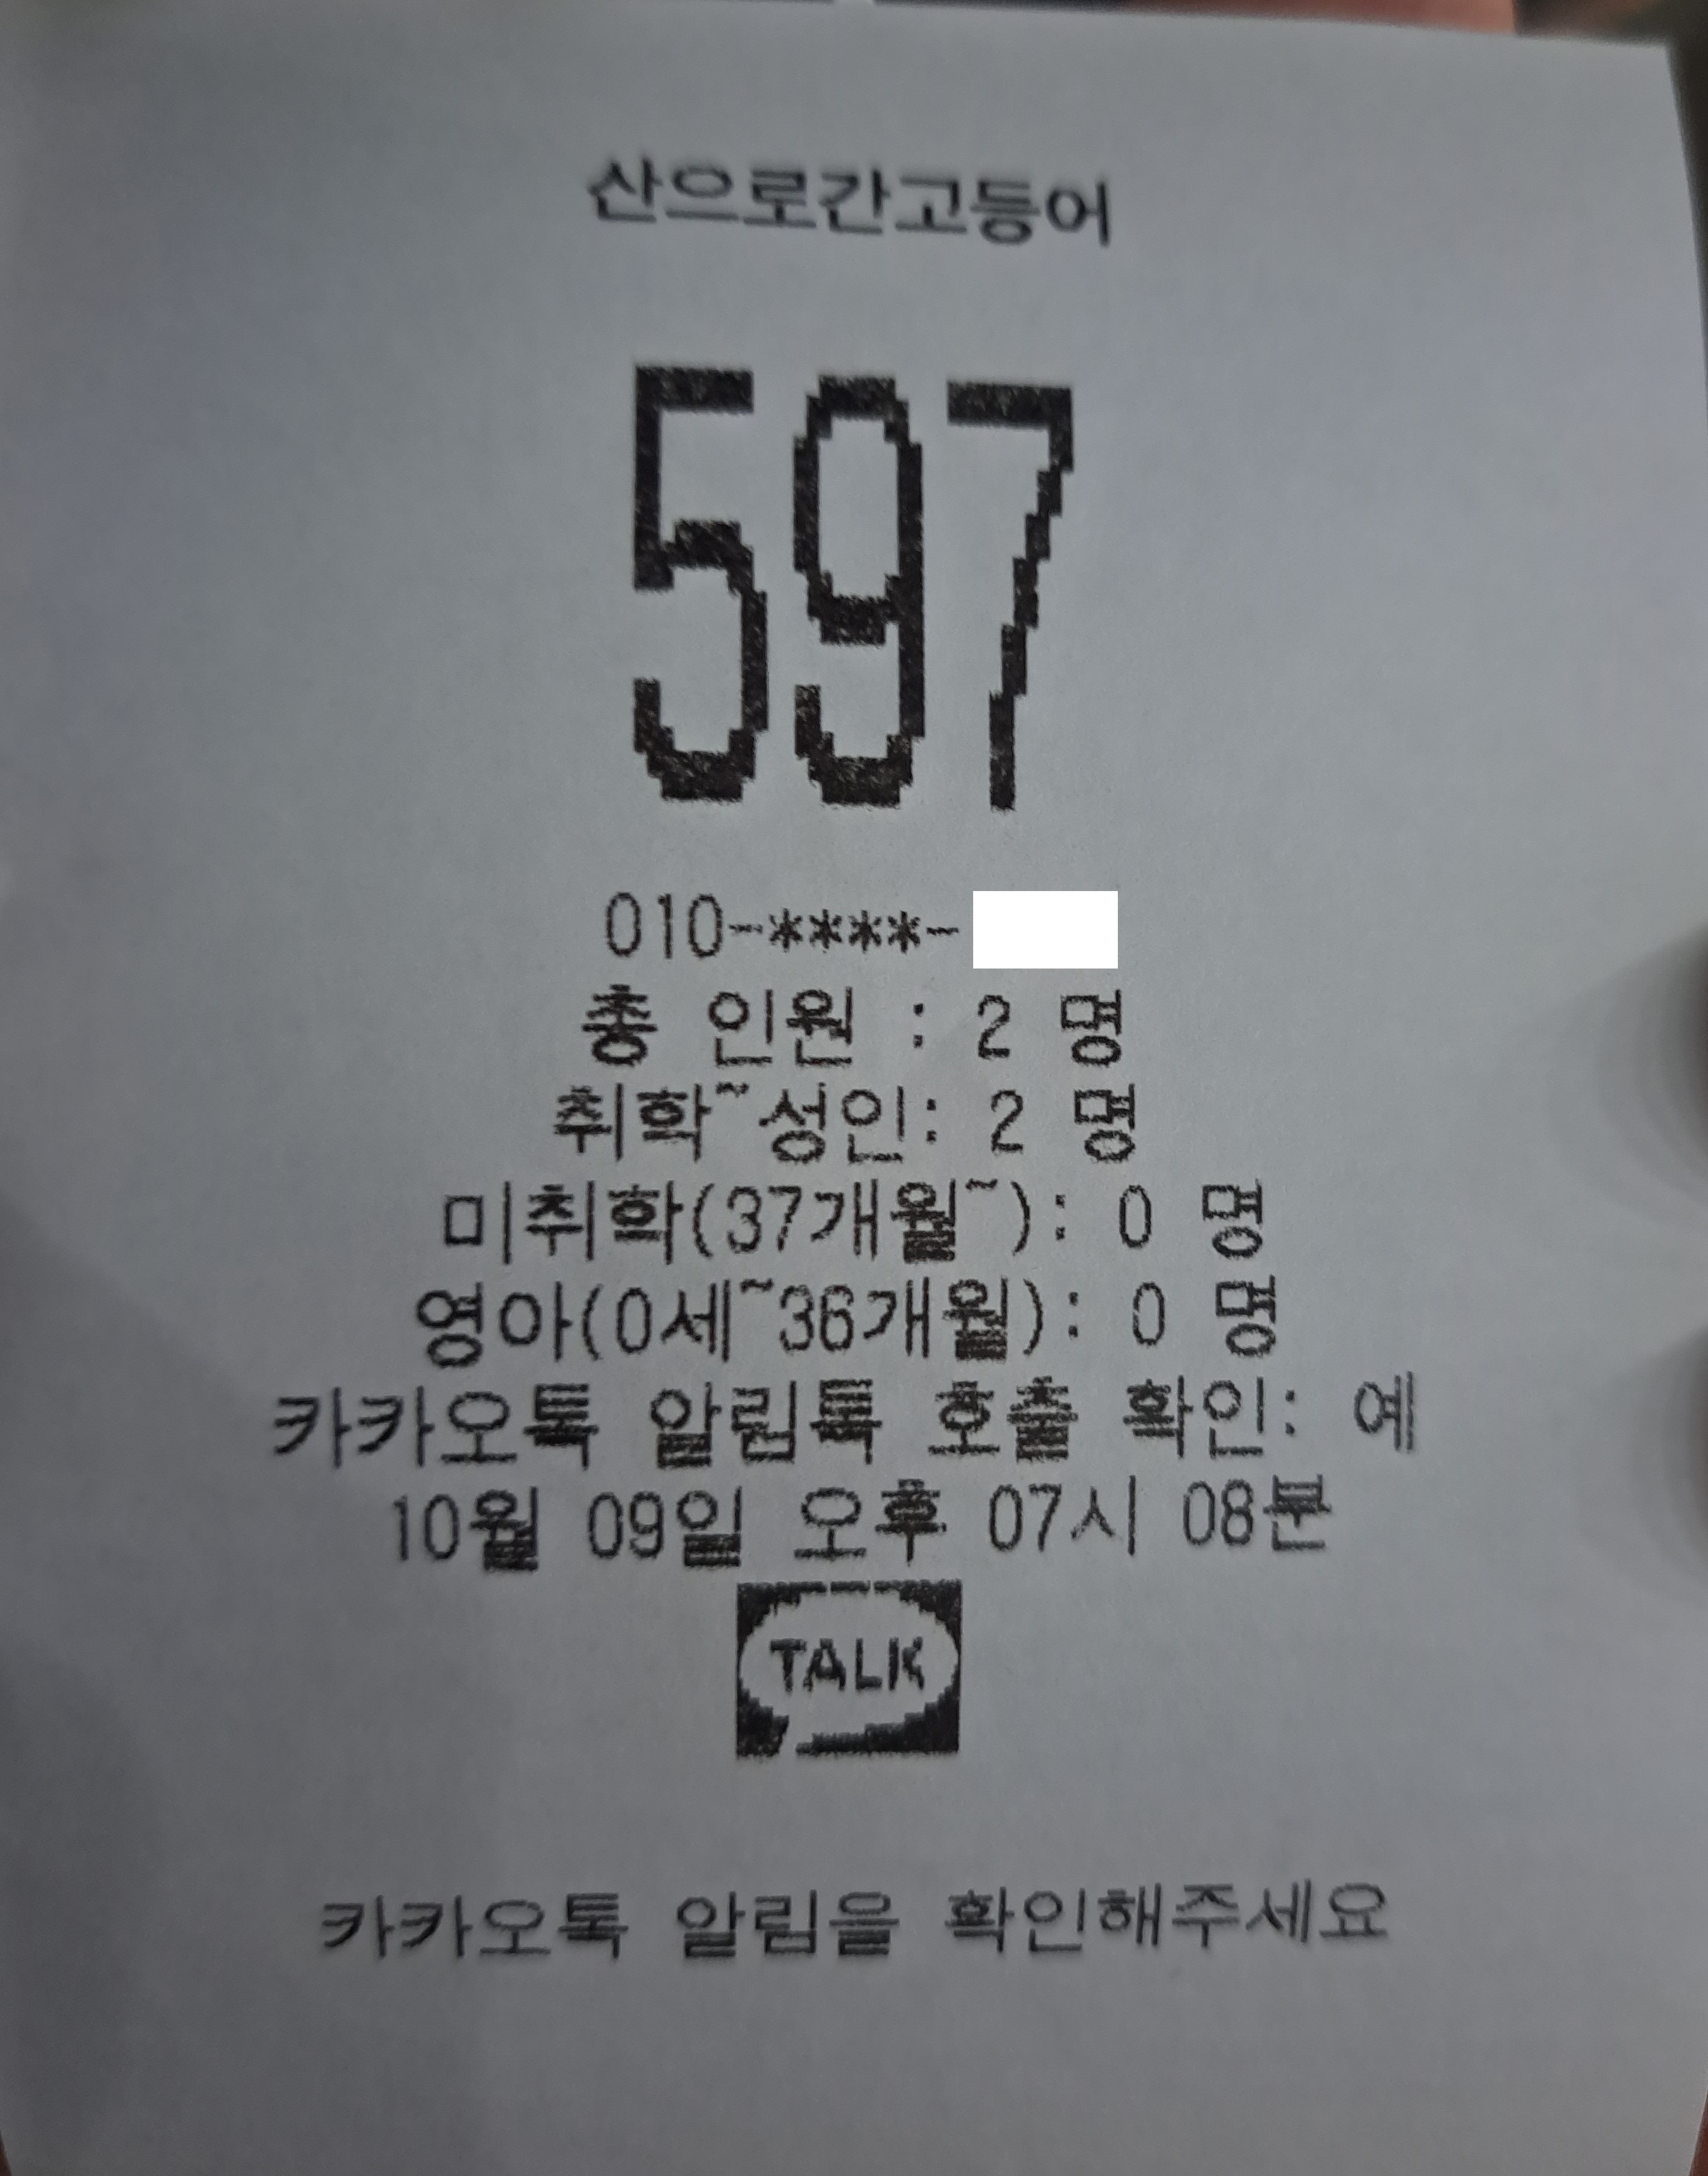 산으로간고등어
597
010-****-
총 인원 : 2 명
취학~성인: 2 명
미취학(37개월~): 0 명
영아(0세~36개월): 0 명
카카오톡 알림톡 호출 확인: 예
10월 09일 오후 07시 08분
TALK
카카오톡 알림을 확인해주세요